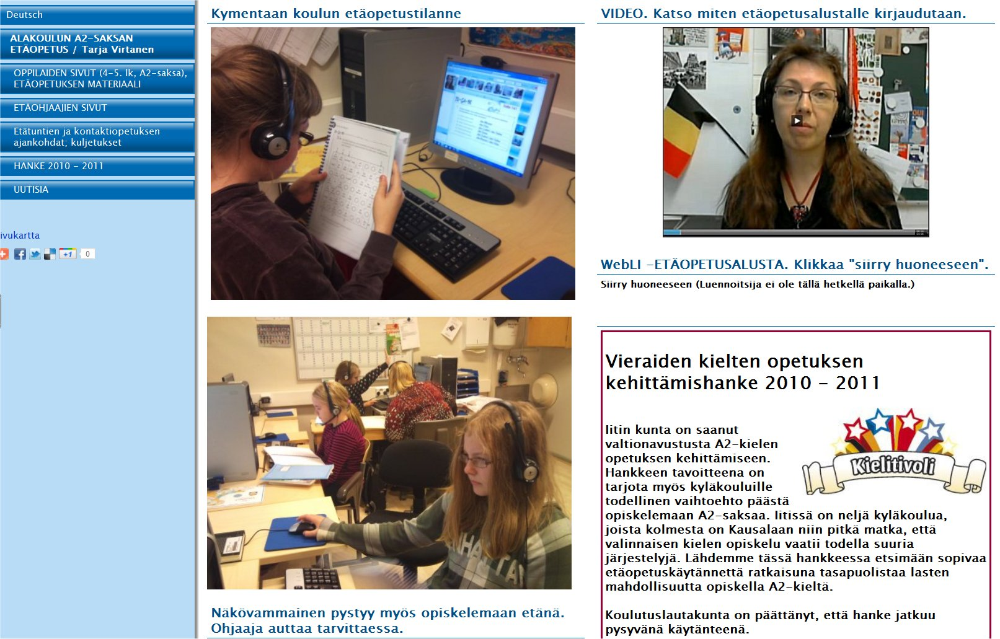 Deutsch
ALAKOULUN A2-SAKSAN
ETÄOPETUS / Tarja Virtanen
OPPILAIDEN SIVUT (4-5. lk, A2-saksa),
ETÄOPETUKSEN MATERIAALI
ETÄOHJAAJIEN SIVUT
Etätuntien ja kontaktiopetuksen
ajankohdat; kuljetukset
HANKE 2010 - 2011
UUTISIA
ivukartta
+1
0
Kymentaan koulun etäopetustilanne
Näkövammainen pystyy myös opiskelemaan etänä.
Ohjaaja auttaa tarvittaessa.
VIDEO. Katso miten etäopetusalustalle kirjaudutaan.
WebLI -ETÄOPETUSALUSTA. Klikkaa "siirry huoneeseen".
Siirry huoneeseen (Luennoitsija ei ole tällä hetkellä paikalla.)
Vieraiden kielten opetuksen
kehittämishanke 2010 - 2011
Kielitivoli
Iitin kunta on saanut
valtionavustusta A2-kielen
opetuksen kehittämiseen.
Hankkeen tavoitteena on
tarjota myös kyläkouluille
todellinen vaihtoehto päästä
opiskelemaan A2-saksaa. Iitissä on neljä kyläkoulua,
joista kolmesta on Kausalaan niin pitkä matka, että
valinnaisen kielen opiskelu vaatii todella suuria
järjestelyjä. Lähdemme tässä hankkeessa etsimään sopivaa
etäopetuskäytännettä ratkaisuna tasapuolistaa lasten
mahdollisuutta opiskella A2-kieltä.
Koulutuslautakunta on päättänyt, että hanke jatkuu
pysyvänä käytänteenä.